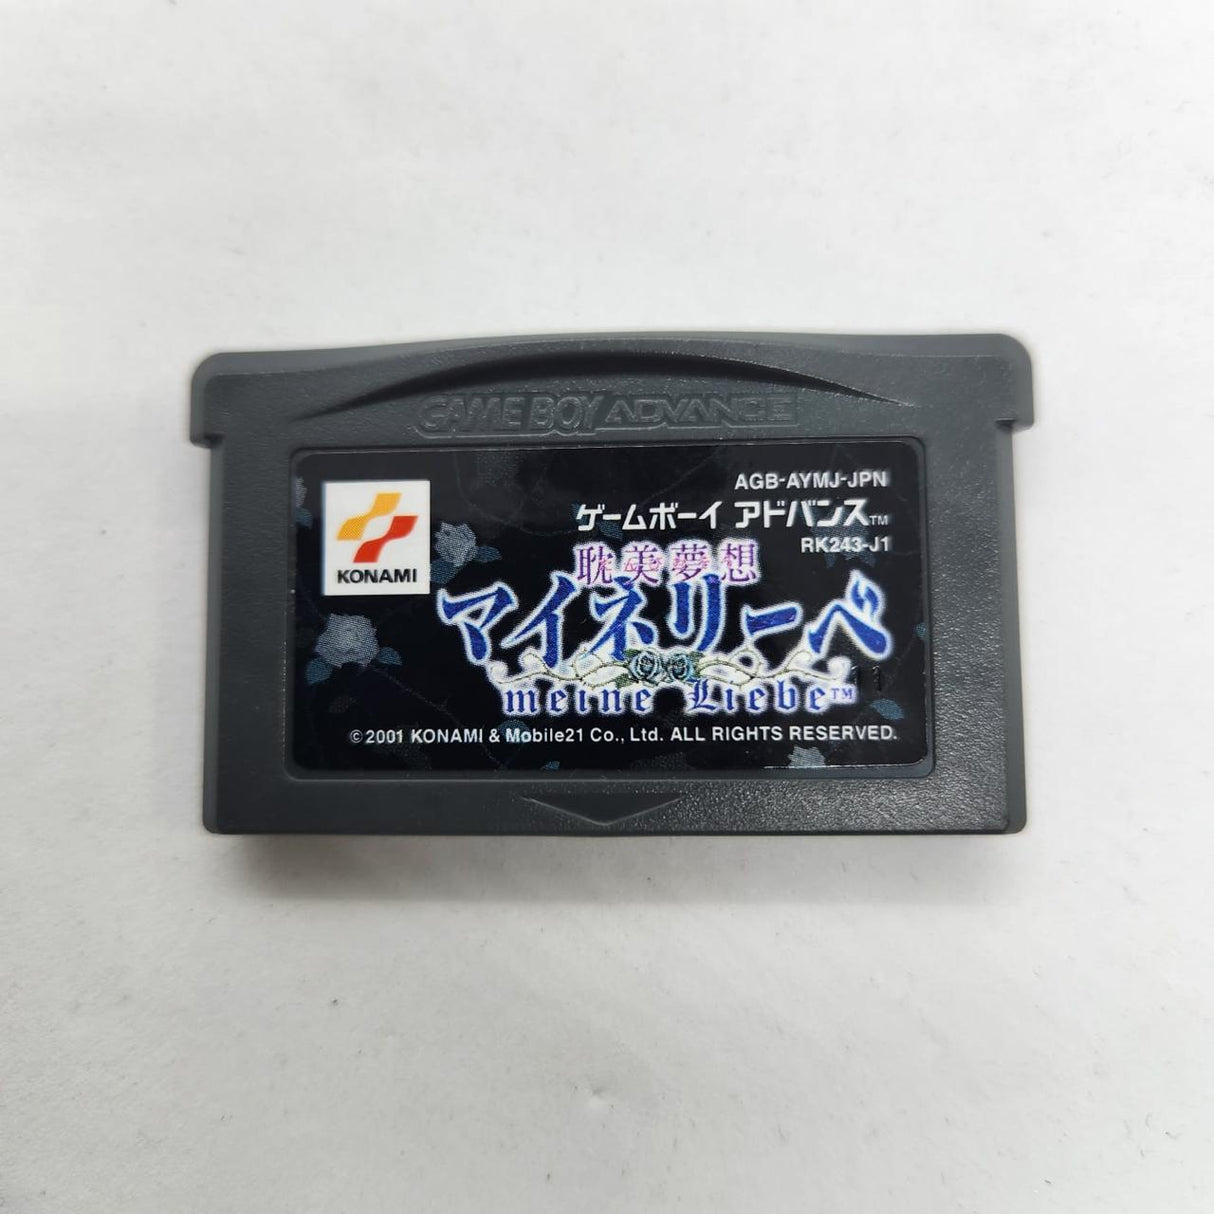 GAME BOY ADVANCE
KONAMI
AGB-AYMJ-JPN
ゲームボーイ アドバンス™
RK243-J1
耽美夢想
マイネリーベ
meine Liebe™
11
©2001 KONAMI & Mobile21 Co., Ltd. ALL RIGHTS RESERVED.